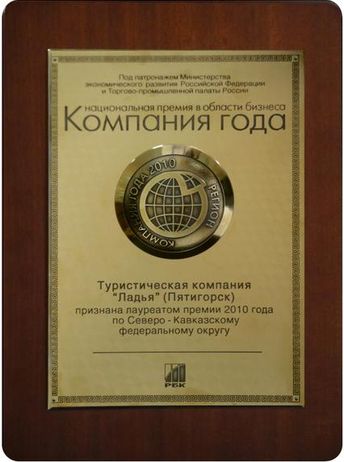 Под патронажем Министерства
экономического развития Российской Федерации
и Торгово-промышленной палаты России
национальная премия в области бизнеса
Компания года
КОМПАНИЯ ГОДА 2010
РЕГИОН
Туристическая компания
"Ладья" (Пятигорск)
признана лауреатом премии 2010 года
по Северо - Кавказскому
федеральному округу
РБК